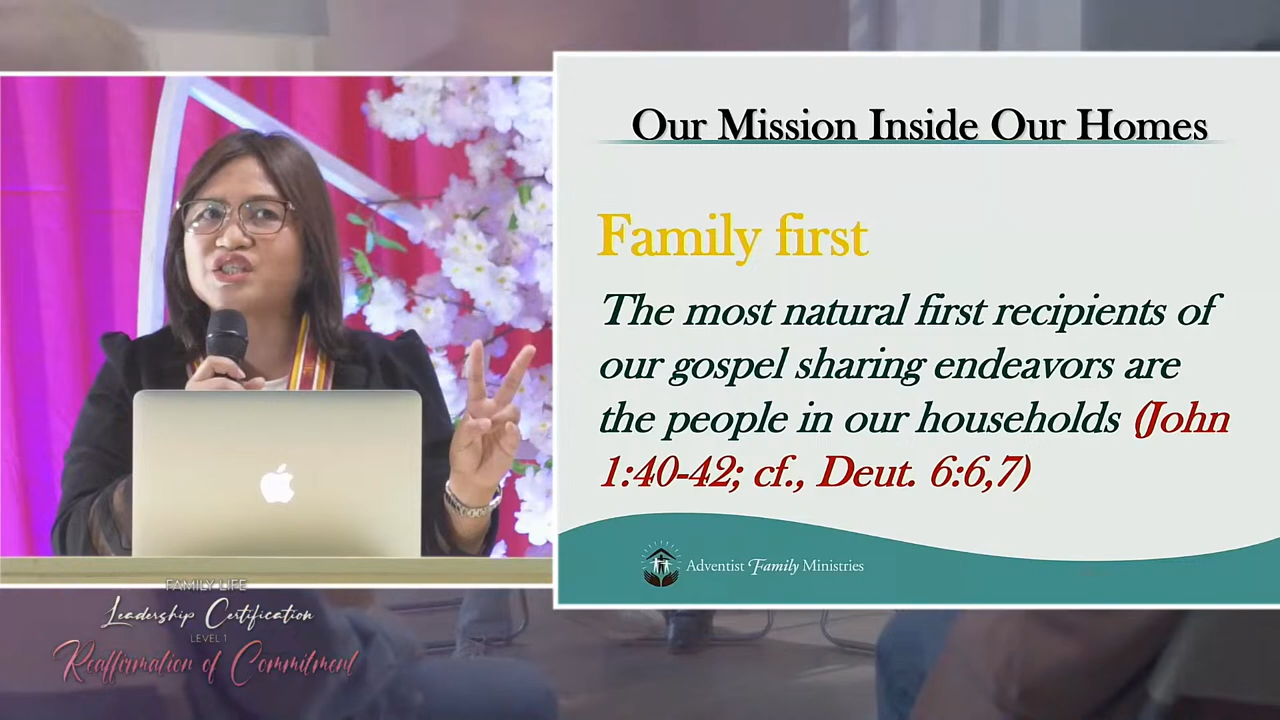 Our Mission Inside Our Homes
Family first
The most natural first recipients of
our gospel sharing endeavors are
the people in our households (John
1:40-42; cf., Deut. 6:6,7)
Adventist Family Ministries
FAMILY LIFE
Leadership Certification
LEVEL 1
Reaffirmation of Commitment